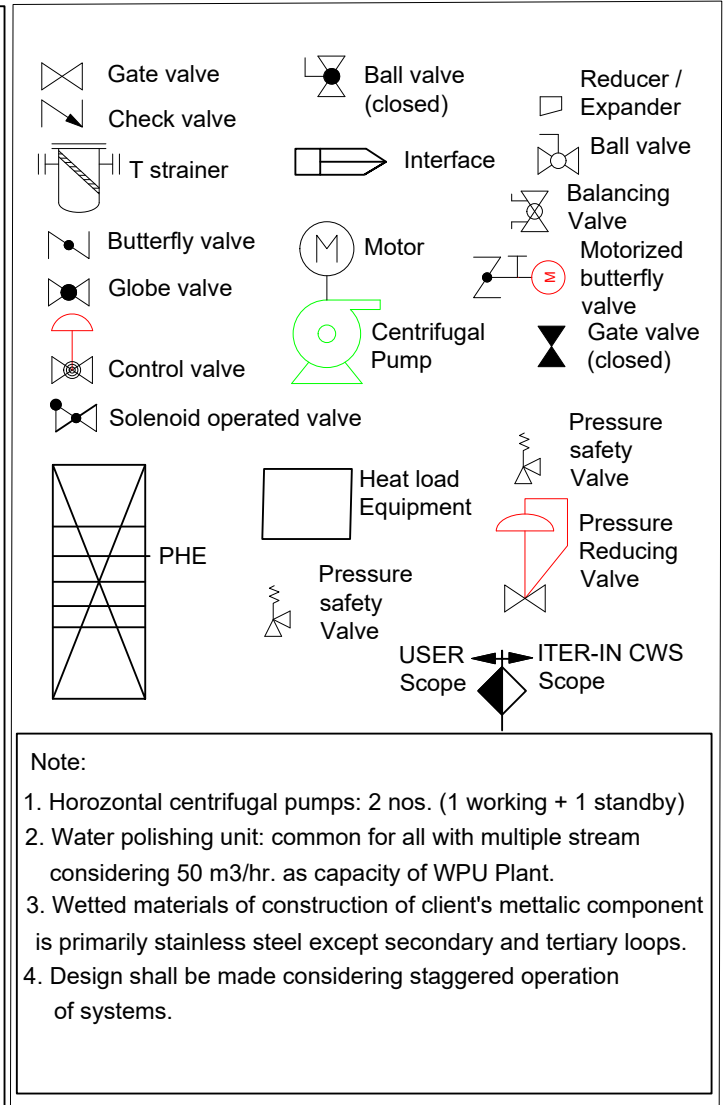 Gate valve
Check valve
T strainer
Butterfly valve
Globe valve
Control valve
Solenoid operated valve
PHE
Ball valve
(closed)
Interface
M
Motor
Centrifugal
Pump
Heat load
Equipment
Pressure
safety
Valve
Reducer /
Expander
Ball valve
Balancing
Valve
M
Motorized
butterfly
valve
Gate valve
(closed)
Pressure
safety
Valve
Pressure
Reducing
Valve
USER
Scope
ITER-IN CWS
Scope
Note:
1. Horozontal centrifugal pumps: 2 nos. (1 working + 1 standby)
2. Water polishing unit: common for all with multiple stream
considering 50 m3/hr. as capacity of WPU Plant.
3. Wetted materials of construction of client's mettalic component
is primarily stainless steel except secondary and tertiary loops.
4. Design shall be made considering staggered operation
of systems.